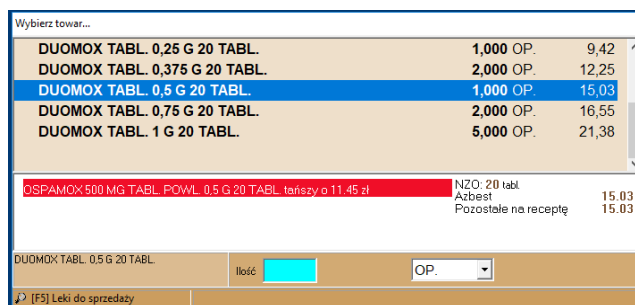 Wybierz towar...
DUOMOX TABL. 0,25 G 20 TABL. 1,000 OP. 9,42
DUOMOX TABL. 0,375 G 20 TABL. 2,000 OP. 12,25
DUOMOX TABL. 0,5 G 20 TABL. 1,000 OP. 15,03
DUOMOX TABL. 0,75 G 20 TABL. 2,000 OP. 16,55
DUOMOX TABL. 1 G 20 TABL. 5,000 OP. 21,38
OSPAMOX 500 MG TABL. POWL. 0,5 G 20 TABL. tańszy o 11.45 zł
NZO: 20 tabl.
Azbest 15.03
Pozostałe na receptę 15.03
DUOMOX TABL. 0,5 G 20 TABL.
Ilość OP.
[F5] Leki do sprzedaży